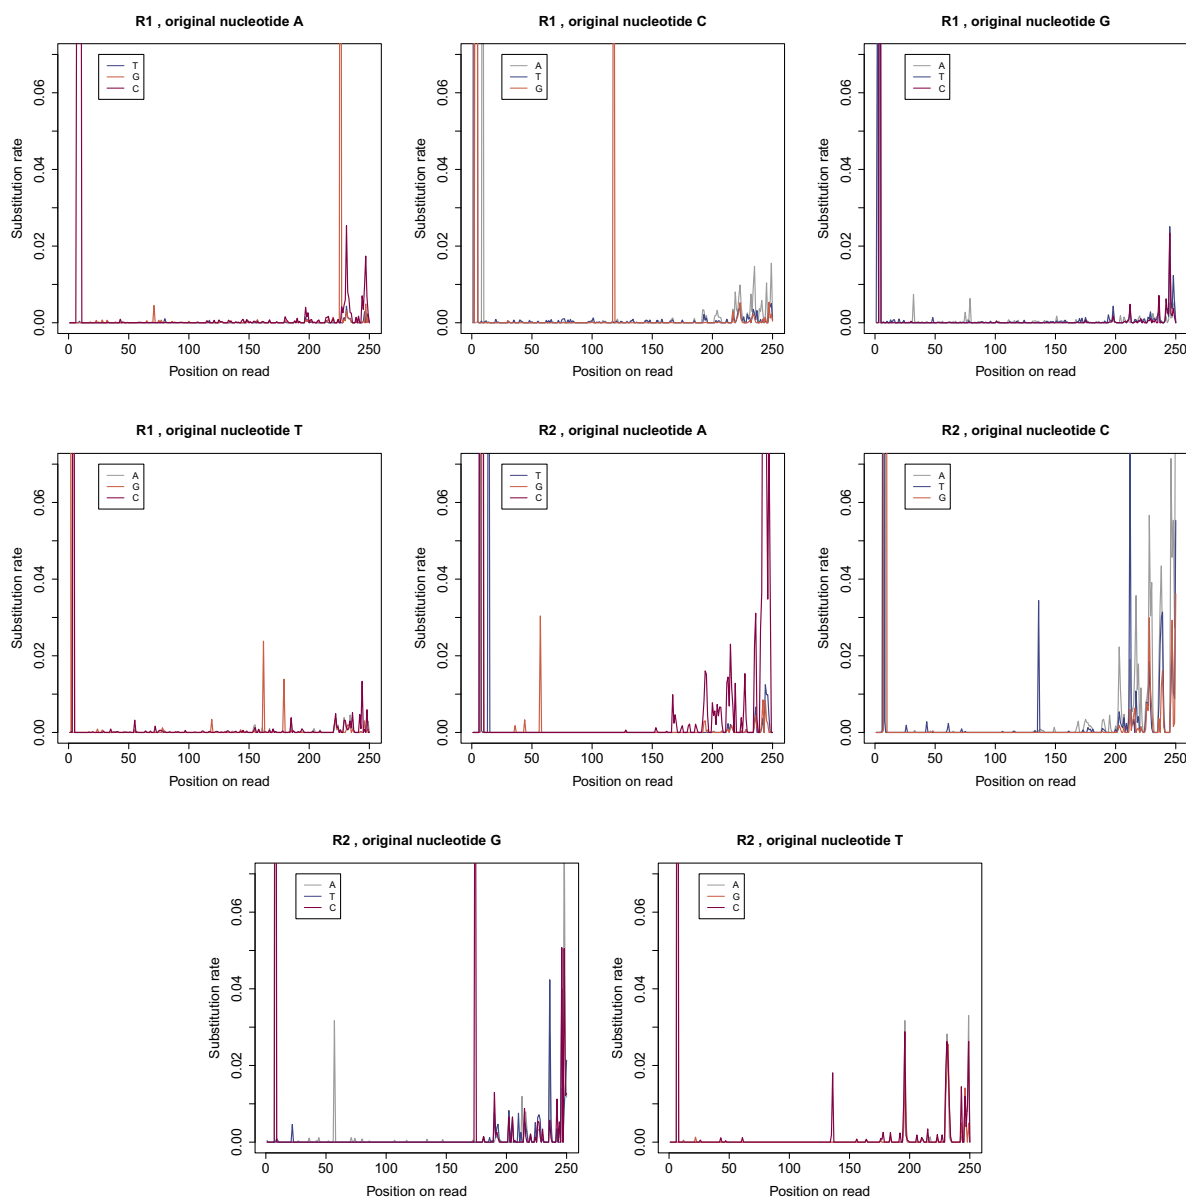 R1 , original nucleotide A
Substitution rate
0.00 0.02 0.04 0.06
T
G
C
0 50 100 150 200 250
Position on read
R1 , original nucleotide C
Substitution rate
0.00 0.02 0.04 0.06
A
T
G
0 50 100 150 200 250
Position on read
R1 , original nucleotide G
Substitution rate
0.00 0.02 0.04 0.06
A
T
C
0 50 100 150 200 250
Position on read
R1 , original nucleotide T
Substitution rate
0.00 0.02 0.04 0.06
A
G
C
0 50 100 150 200 250
Position on read
R2 , original nucleotide A
Substitution rate
0.00 0.02 0.04 0.06
T
G
C
0 50 100 150 200 250
Position on read
R2 , original nucleotide C
Substitution rate
0.00 0.02 0.04 0.06
A
T
G
0 50 100 150 200 250
Position on read
R2 , original nucleotide G
Substitution rate
0.00 0.02 0.04 0.06
A
T
C
0 50 100 150 200 250
Position on read
R2 , original nucleotide T
Substitution rate
0.00 0.02 0.04 0.06
A
G
C
0 50 100 150 200 250
Position on read